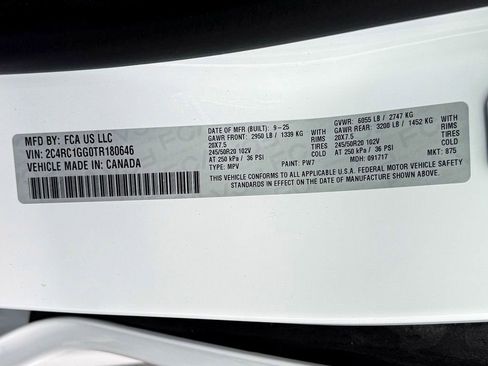 MFD BY: FCA US LLC
VIN: 2C4RC1GG0TR180646
VEHICLE MADE IN: CANADA
DATE OF MFR (BUILT): 9-25
GAWR FRONT: 2950 LB / 1339 KG
20X7.5 WITH RIMS
245/50R20 102V TIRES
AT 250 kPa / 36 PSI COLD
TYPE: MPV PAINT: PW7
GVWR: 6055 LB / 2747 KG
GAWR REAR: 3200 LB / 1452 KG
20X7.5 WITH RIMS
245/50R20 102V TIRES
AT 250 kPa / 36 PSI COLD
MDH: 091717 MKT: 875
THIS VEHICLE CONFORMS TO ALL APPLICABLE U.S.A. FEDERAL MOTOR VEHICLE
SAFETY STANDARDS IN EFFECT ON THE DATE OF MANUFACTURE SHOWN ABOVE.